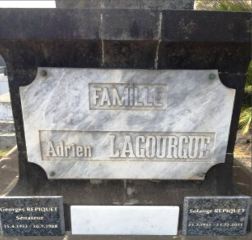 FAMILLE
Adrien LAGOURGUE
Georges REPIQUET
Sénateur
Solange REPIQUET